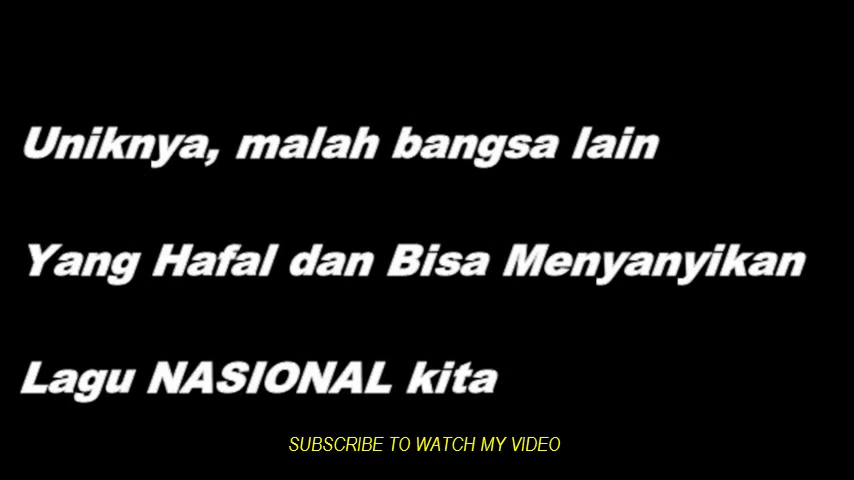 Uniknya, malah bangsa lain
Yang Hafal dan Bisa Menyanyikan
Lagu NASIONAL kita
SUBSCRIBE TO WATCH MY VIDEO